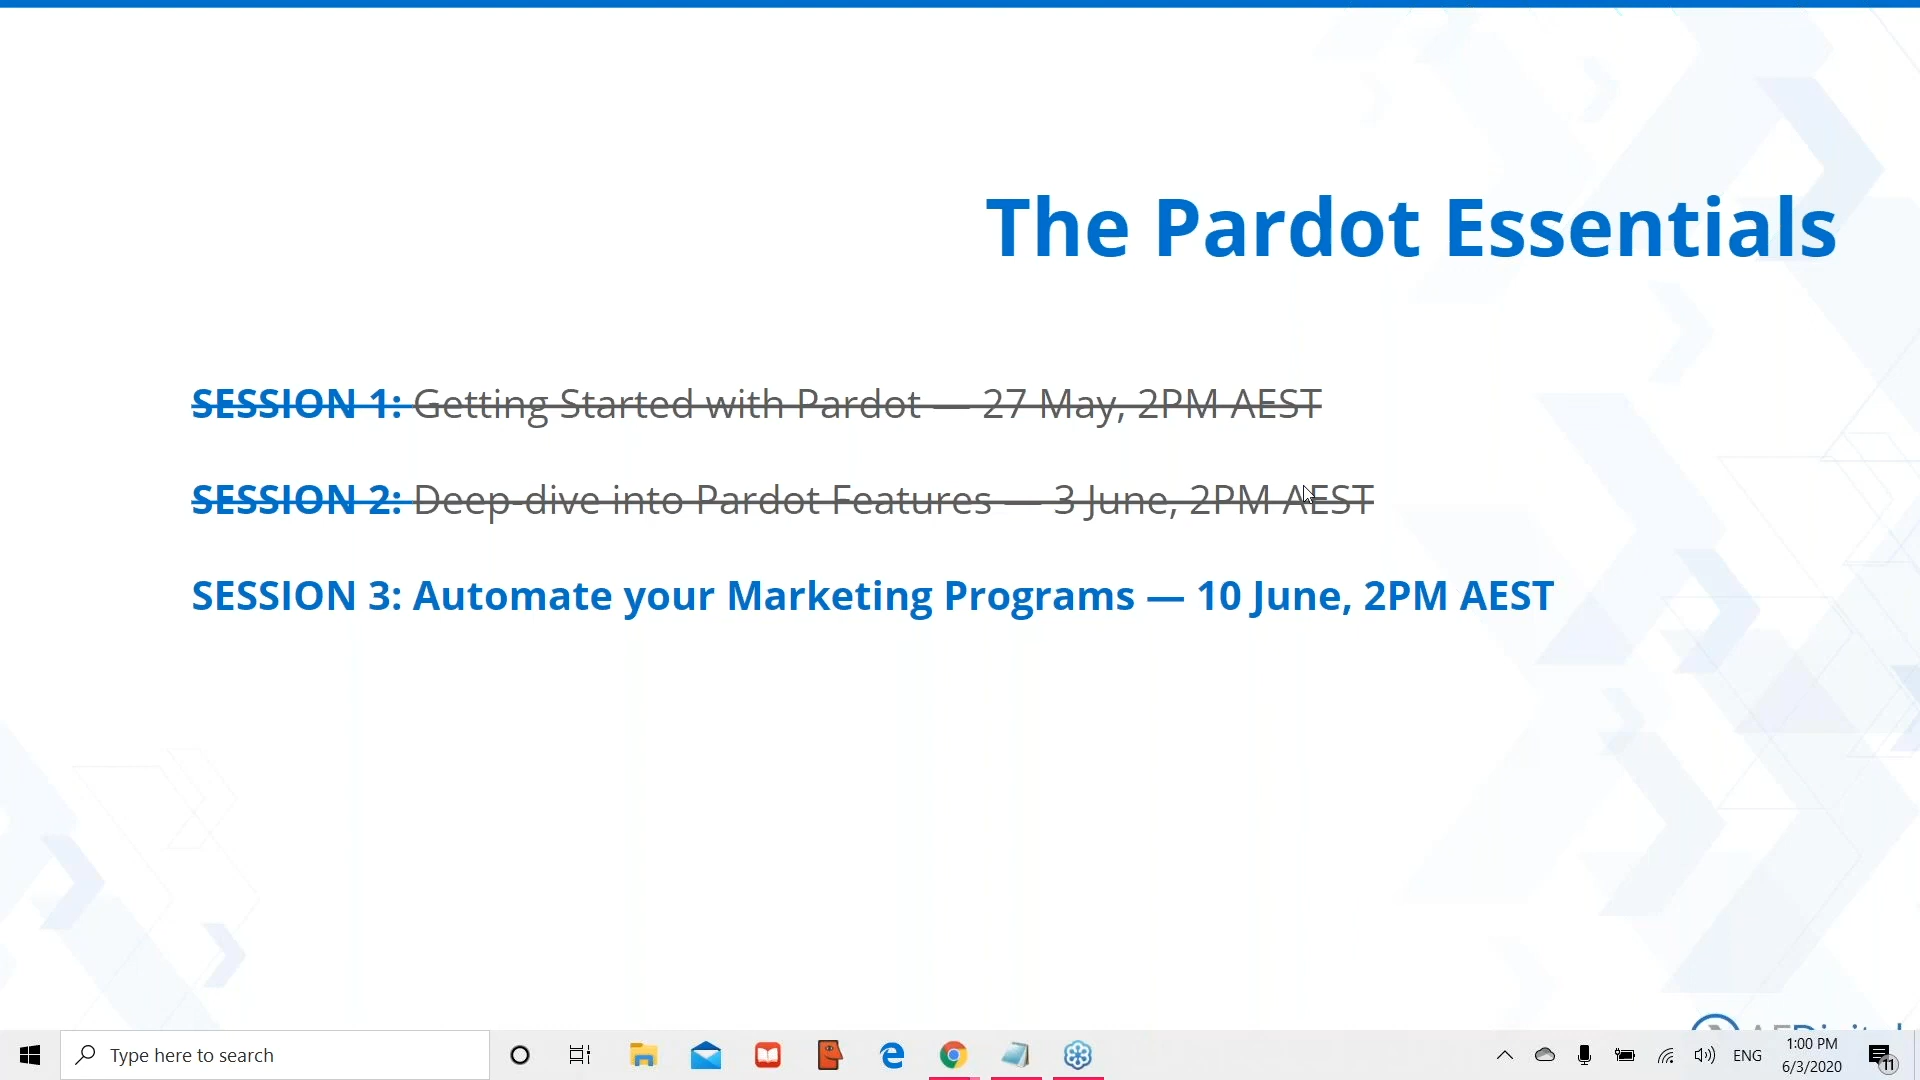 The Pardot Essentials
SESSION 1: Getting Started with Pardot — 27 May, 2PM AEST
SESSION 2: Deep-dive into Pardot Features — 3 June, 2PM AEST
SESSION 3: Automate your Marketing Programs — 10 June, 2PM AEST
Type here to search
ENG
1:00 PM
6/3/2020
11